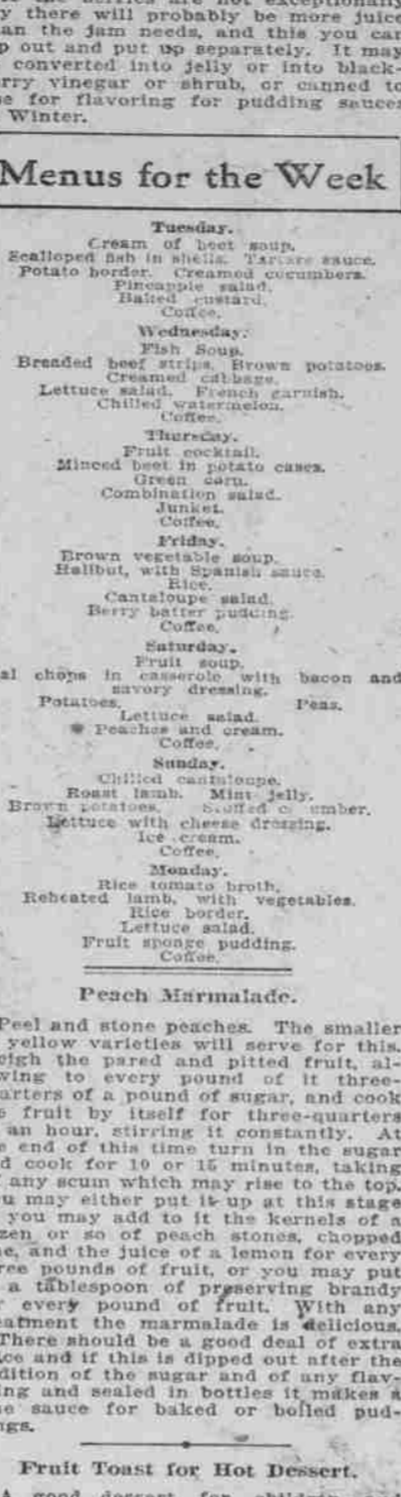 y there will probably be more juice
an the jam needs, and this you can
p out and put up separately. It may
converted into jelly or into black-
rry vinegar or shrub, or canned to
e for flavoring for pudding sauces
Winter.
Menus for the Week
Tuesday.
Cream of beet soup.
Scalloped fish in shells. Tartare sauce.
Potato border. Creamed cucumbers.
Pineapple salad.
Baked custard.
Coffee.
Wednesday.
Fish Soup.
Breaded beef strips. Brown potatoes.
Creamed cabbage.
Lettuce salad. French garnish.
Chilled watermelon.
Coffee.
Thursday.
Fruit cocktail.
Minced beet in potato cases.
Green corn.
Combination salad.
Junket.
Coffee.
Friday.
Brown vegetable soup.
Halibut, with Spanish sauce.
Rice.
Cantaloupe salad.
Berry batter pudding.
Coffee.
Saturday.
Fruit soup.
al chops in casserole with bacon and
savory dressing.
Potatoes. Peas.
Lettuce salad.
Peaches and cream.
Coffee.
Sunday.
Chilled cantaloupe.
Roast lamb. Mint jelly.
Brown potatoes. Stuffed c umber.
Lettuce with cheese dressing.
Ice cream.
Coffee.
Monday.
Rice tomato broth.
Reheated lamb, with vegetables.
Rice border.
Lettuce salad.
Fruit sponge pudding.
Coffee.
Peach Marmalade.
Peel and stone peaches. The smaller
yellow varieties will serve for this.
eigh the pared and pitted fruit, al-
wing to every pound of it three-
arters of a pound of sugar, and cook
e fruit by itself for three-quarters
an hour, stirring it constantly. At
e end of this time turn in the sugar
d cook for 10 or 15 minutes, taking
any scum which may rise to the top.
u may either put it up at this stage
you may add to it the kernels of a
zen or so of peach stones, chopped
ne, and the juice of a lemon for every
ree pounds of fruit, or you may put
a tablespoon of preserving brandy
r every pound of fruit. With any
eatment the marmalade is delicious.
There should be a good deal of extra
ice and if this is dipped out after the
dition of the sugar and of any flav-
ing and sealed in bottles it makes a
ne sauce for baked or boiled pud-
ngs.
Fruit Toast for Hot Dessert.